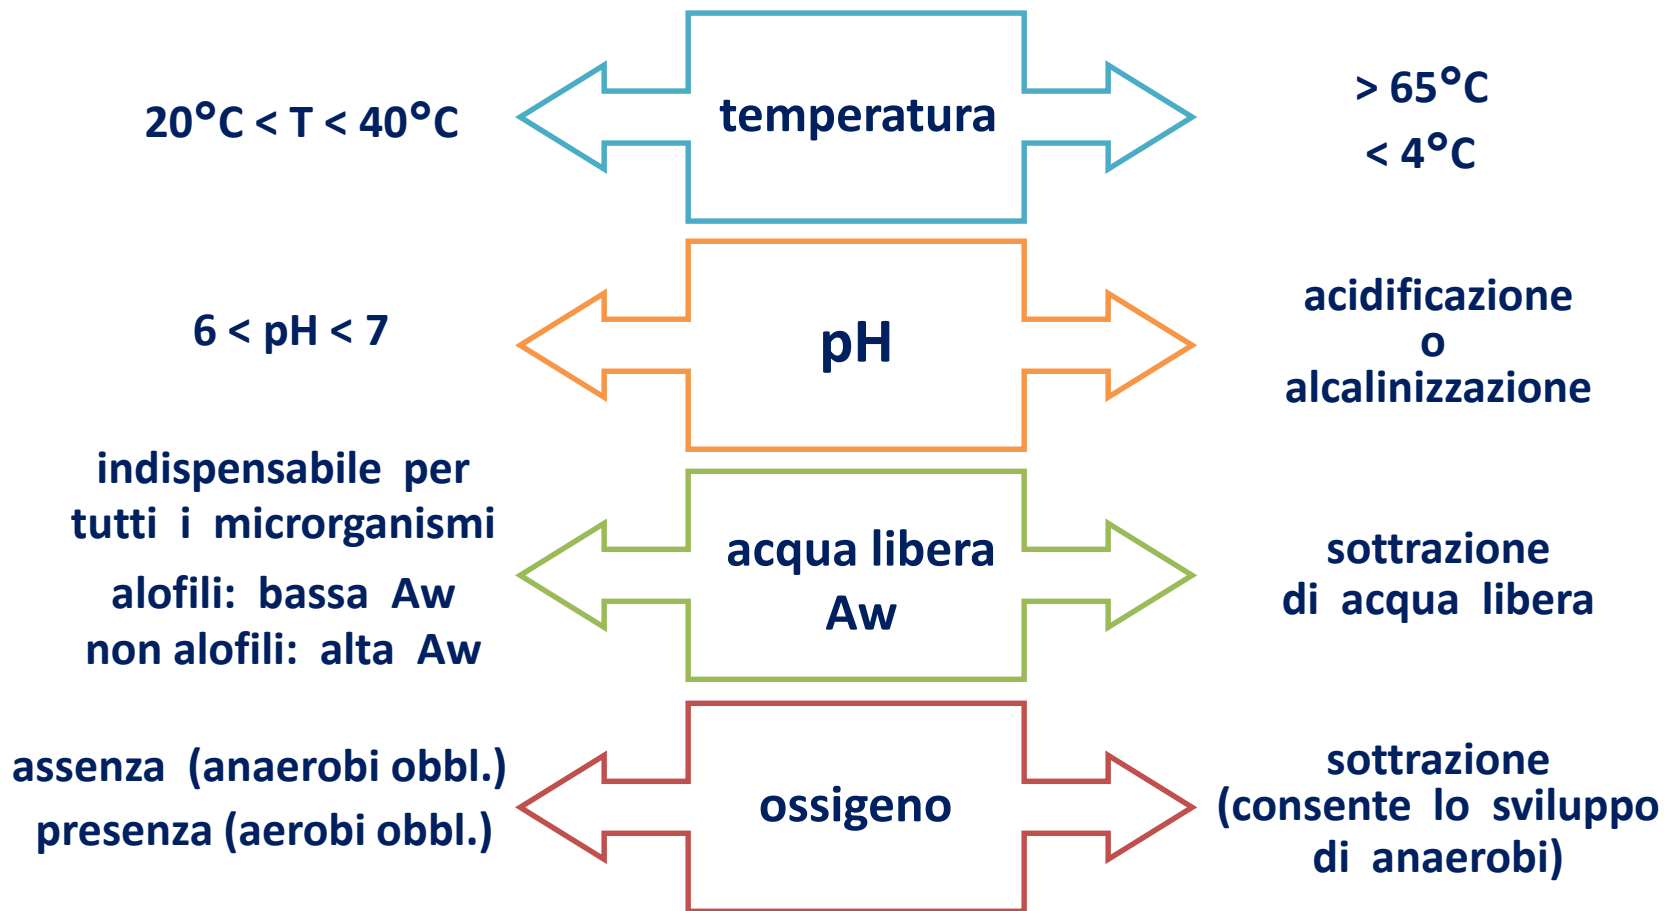 20°C < T < 40°C
temperatura
> 65°C
< 4°C
6 < pH < 7
pH
acidificazione
o
alcalinizzazione
indispensabile per
tutti i microrganismi
alofili: bassa Aw
non alofili: alta Aw
acqua libera
Aw
sottrazione
di acqua libera
assenza (anaerobi obbl.)
presenza (aerobi obbl.)
ossigeno
sottrazione
(consente lo sviluppo
di anaerobi)